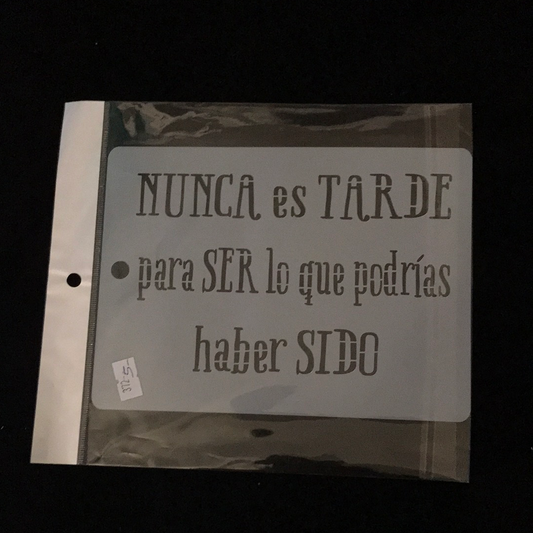 NUNCA es TARDE
para SER lo que podrías
haber SIDO